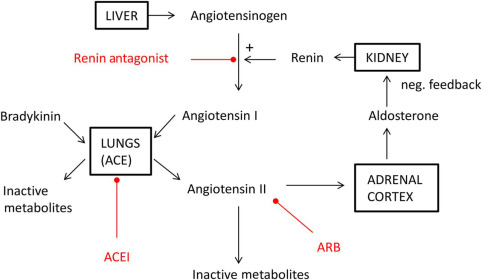 LIVER
Angiotensinogen
Renin antagonist
+
Renin
KIDNEY
neg. feedback
Bradykinin
Angiotensin I
Aldosterone
LUNGS
(ACE)
Inactive
metabolites
Angiotensin II
ADRENAL
CORTEX
ACEI
ARB
Inactive metabolites